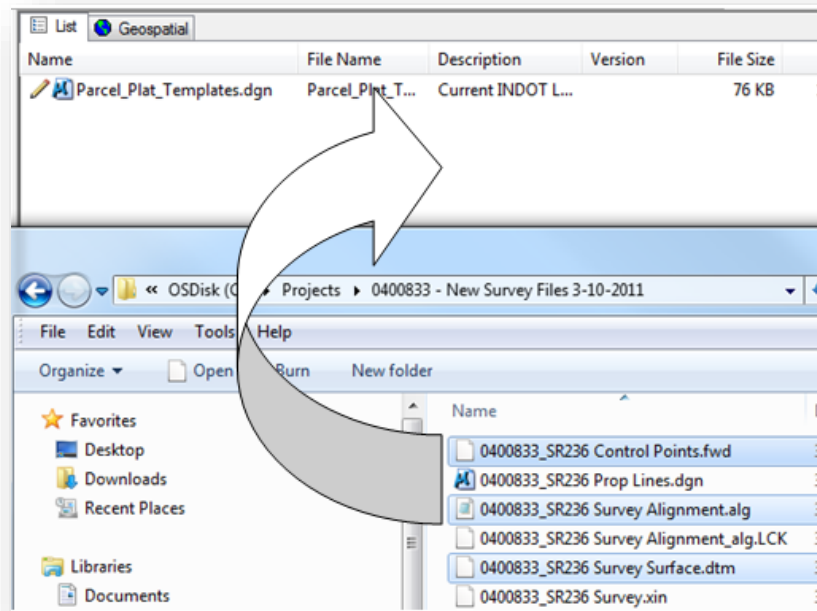 List Geospatial
Name File Name Description Version File Size
Parcel_Plat_Templates.dgn Parcel_Plat_T... Current INDOT L... 76 KB
« OSDisk (C Projects 0400833 - New Survey Files 3-10-2011
File Edit View Tools Help
Organize Open Burn New folder
Name
Favorites
Desktop
Downloads
Recent Places
Libraries
Documents
0400833_SR236 Control Points.fwd
0400833_SR236 Prop Lines.dgn
0400833_SR236 Survey Alignment.alg
0400833_SR236 Survey Alignment_alg.LCK
0400833_SR236 Survey Surface.dtm
0400833_SR236 Survey.xin